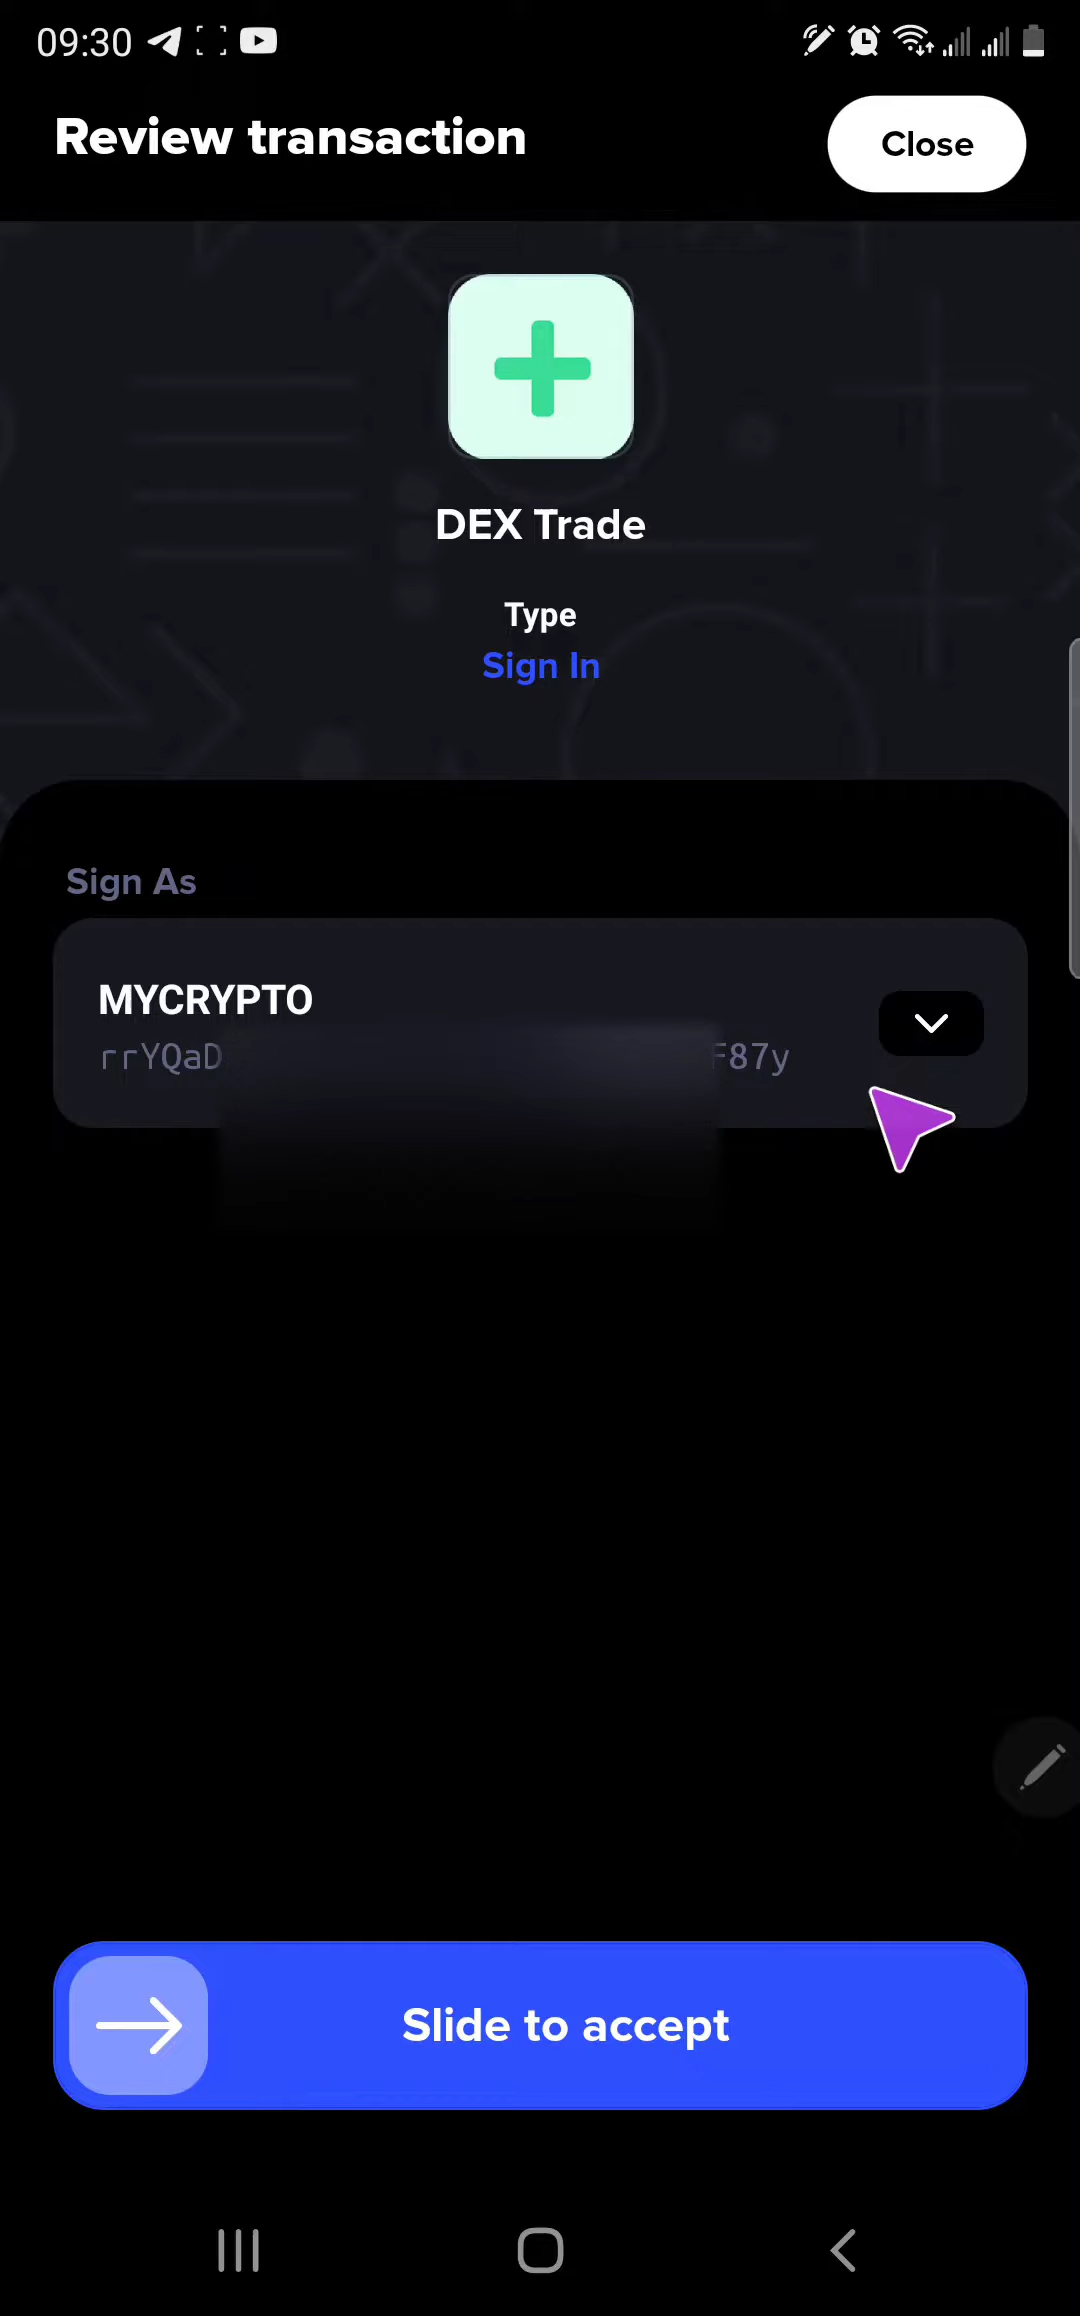 09:30
Review transaction
Close
DEX Trade
Type
Sign In
Sign As
MYCRYPTO
rrYQaD F87y
Slide to accept